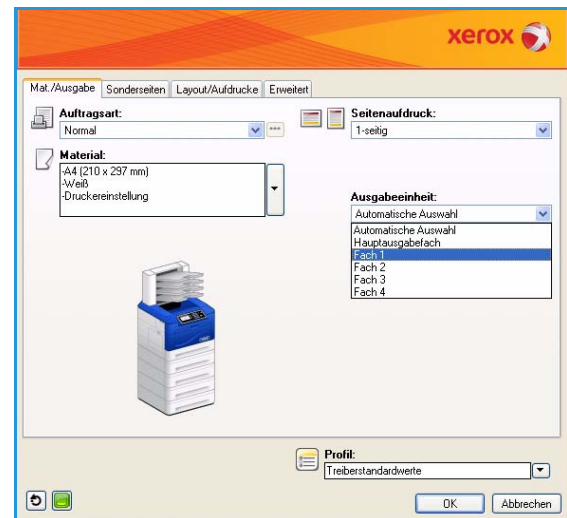 xerox
Mat./Ausgabe Sonderseiten Layout/Aufdrucke Erweitert
Auftragsart:
Normal
Seitenaufdruck:
1-seitig
Material:
-A4 (210 x 297 mm)
-Weiß
-Druckereinstellung
Ausgabeeinheit:
Automatische Auswahl
Automatische Auswahl
Hauptausgabefach
Fach 1
Fach 2
Fach 3
Fach 4
Profil:
Treiberstandardwerte
OK Abbrechen